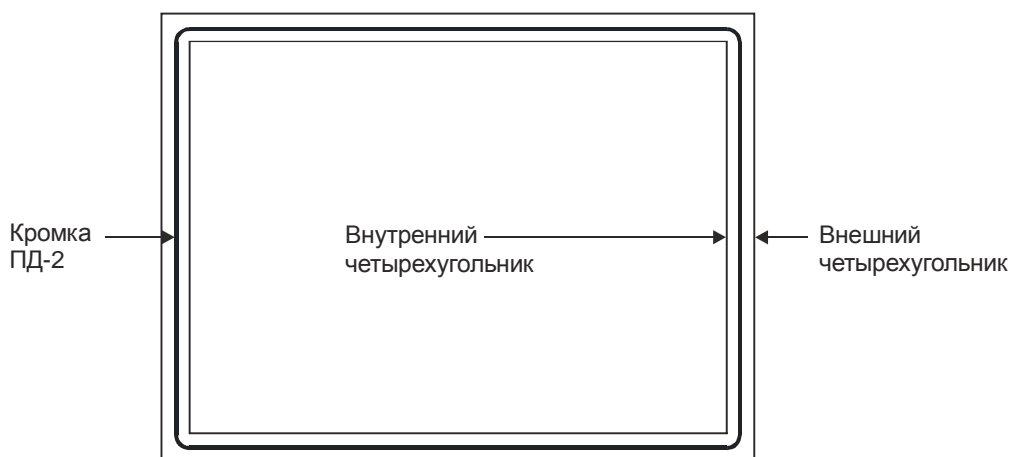 Кромка
ПД-2
Внутренний
четырехугольник
Внешний
четырехугольник